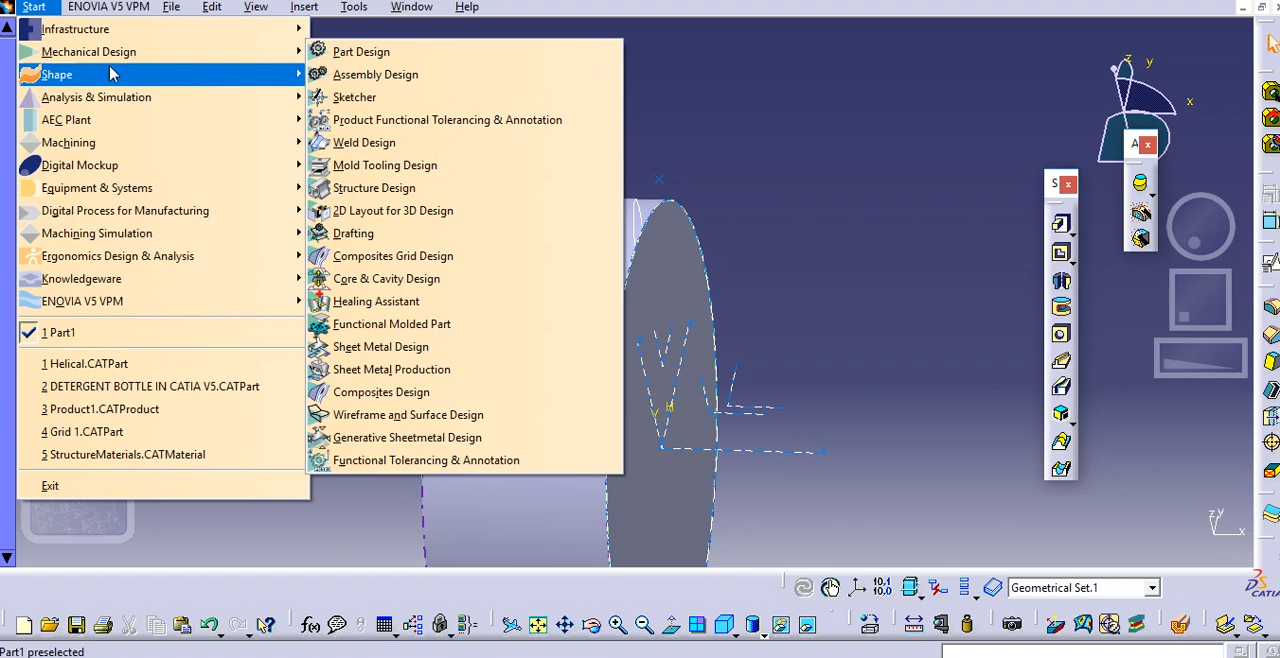 Start ENOVIA V5 VPM File Edit View Insert Tools Window Help
Infrastructure
Mechanical Design
Shape
Analysis & Simulation
AEC Plant
Machining
Digital Mockup
Equipment & Systems
Digital Process for Manufacturing
Machining Simulation
Ergonomics Design & Analysis
Knowledgeware
ENOVIA V5 VPM
1 Part1
1 Helical.CATPart
2 DETERGENT BOTTLE IN CATIA V5.CATPart
3 Product1.CATProduct
4 Grid 1.CATPart
5 StructureMaterials.CATMaterial
Exit
Part Design
Assembly Design
Sketcher
Product Functional Tolerancing & Annotation
Weld Design
Mold Tooling Design
Structure Design
2D Layout for 3D Design
Drafting
Composites Grid Design
Core & Cavity Design
Healing Assistant
Functional Molded Part
Sheet Metal Design
Sheet Metal Production
Composites Design
Wireframe and Surface Design
Generative Sheetmetal Design
Functional Tolerancing & Annotation
V H
z y
x
A
S
z y
x
10.1
10.0
Geometrical Set.1
CATIA
f(x)
Part1 preselected